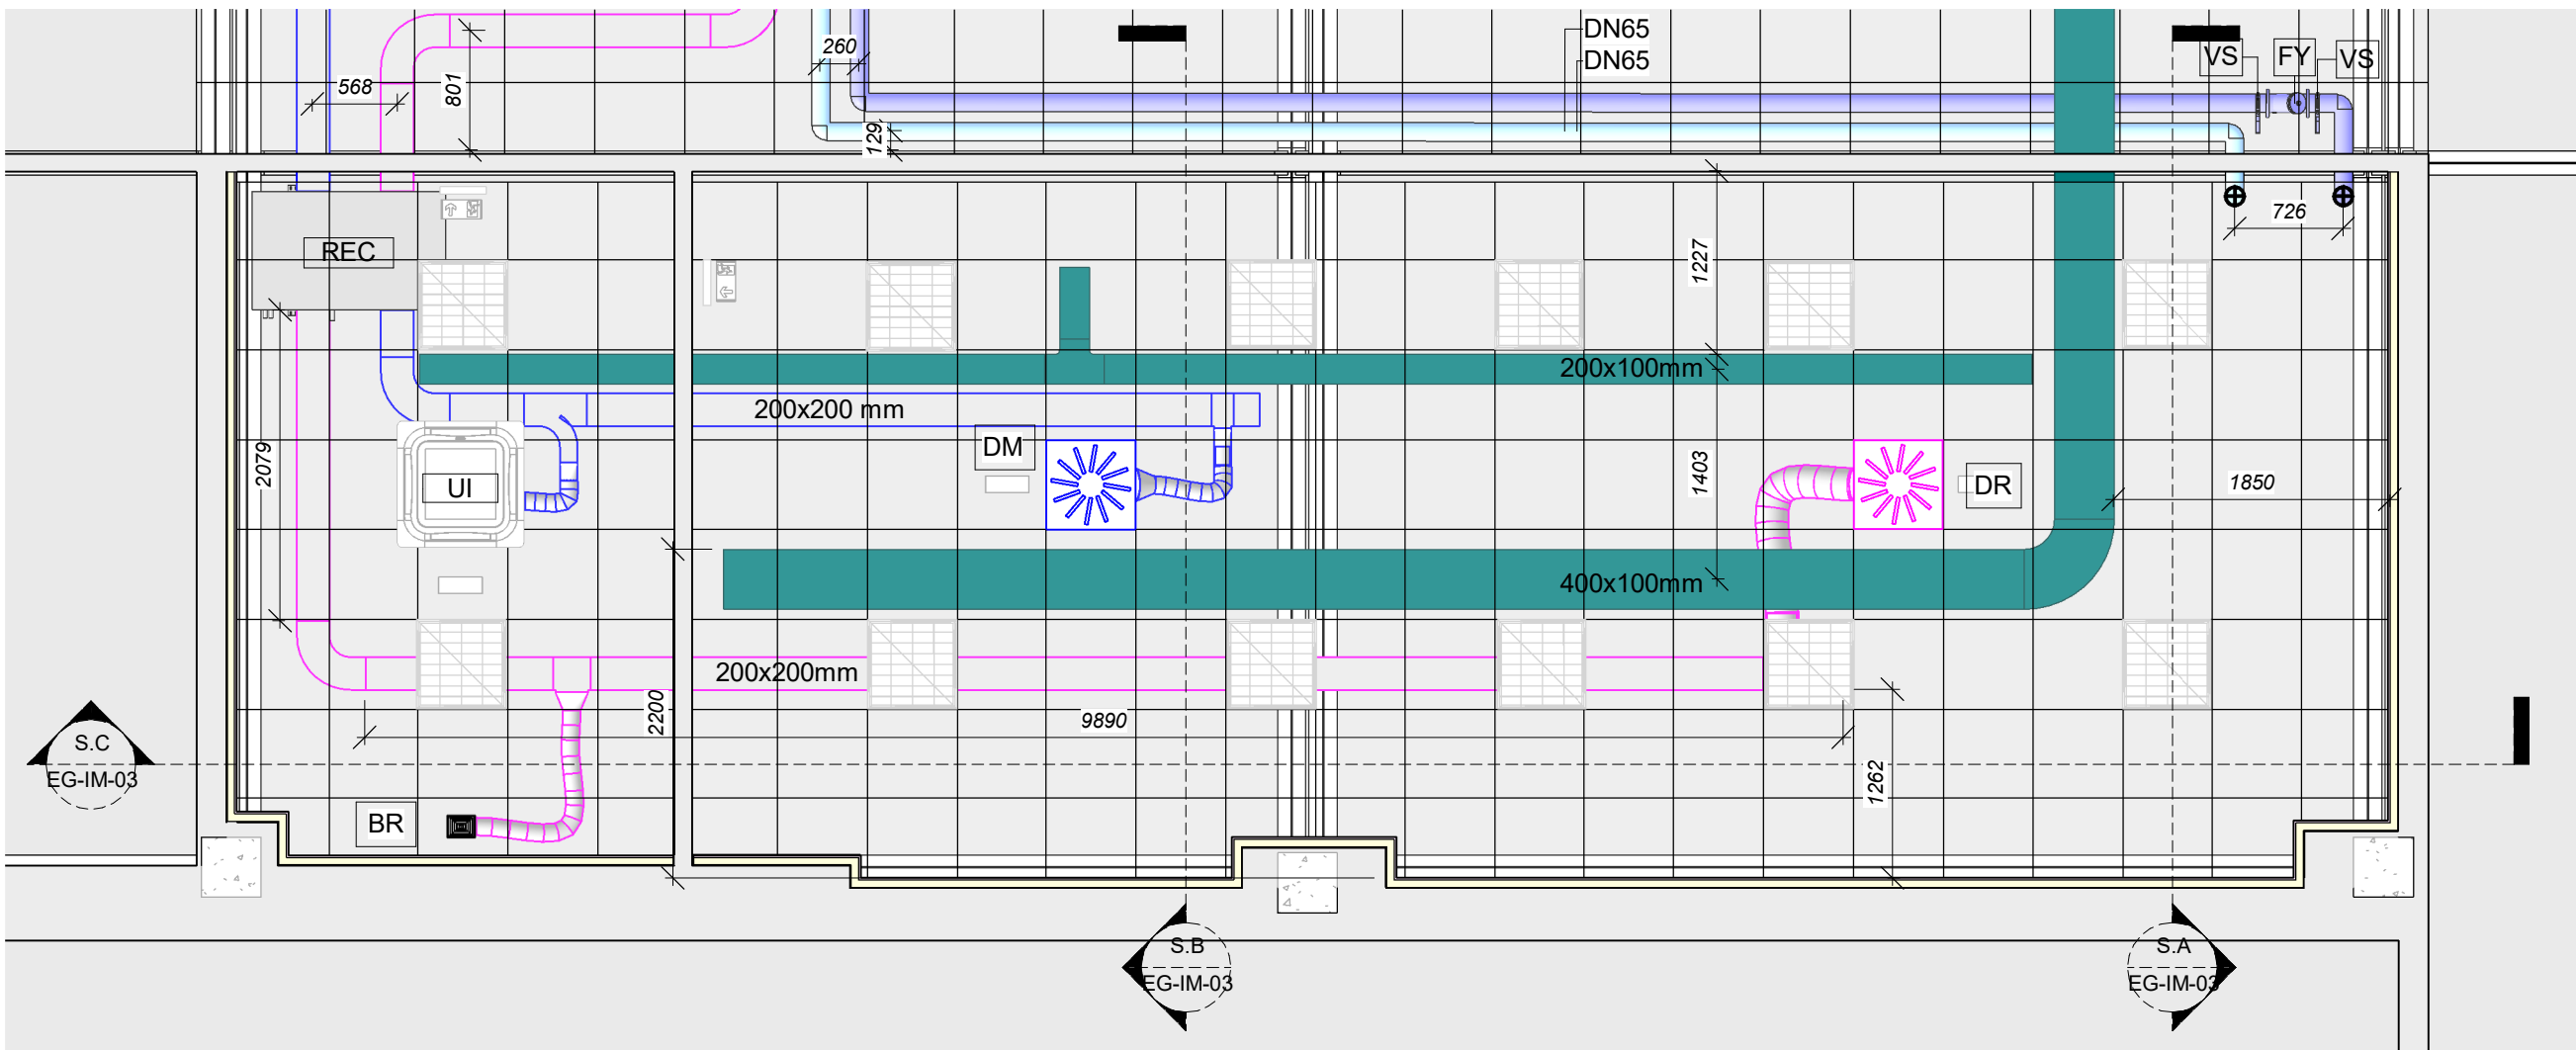 DN65
DN65
260
VS
FY
VS
568
801
129
726
REC
1227
200x100mm
200x200 mm
DM
2079
UI
1403
DR
1850
400x100mm
200x200mm
2200
9890
S.C
EG-IM-03
1262
BR
S.B
EG-IM-03
S.A
EG-IM-03